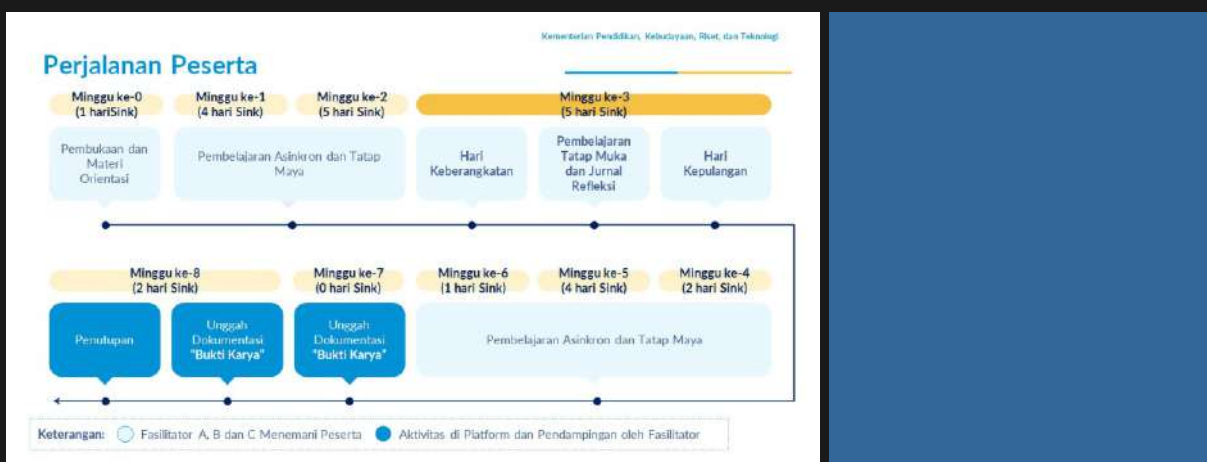 Kementerian Pendidikan, Kebudayaan, Riset, dan Teknologi
Perjalanan Peserta
Minggu ke-0
(1 hariSink)
Minggu ke-1
(4 hari Sink)
Minggu ke-2
(5 hari Sink)
Minggu ke-3
(5 hari Sink)
Pembukaan dan
Materi
Orientasi
Pembelajaran Asinkron dan Tatap
Maya
Hari
Keberangkatan
Pembelajaran
Tatap Muka
dan Jurnal
Refleksi
Hari
Kepulangan
Minggu ke-8
(2 hari Sink)
Minggu ke-7
(0 hari Sink)
Minggu ke-6
(1 hari Sink)
Minggu ke-5
(4 hari Sink)
Minggu ke-4
(2 hari Sink)
Penutupan
Unggah
Dokumentasi
"Bukti Karya"
Unggah
Dokumentasi
"Bukti Karya"
Pembelajaran Asinkron dan Tatap Maya
Keterangan: Fasilitator A, B dan C Menemani Peserta Aktivitas di Platform dan Pendampingan oleh Fasilitator